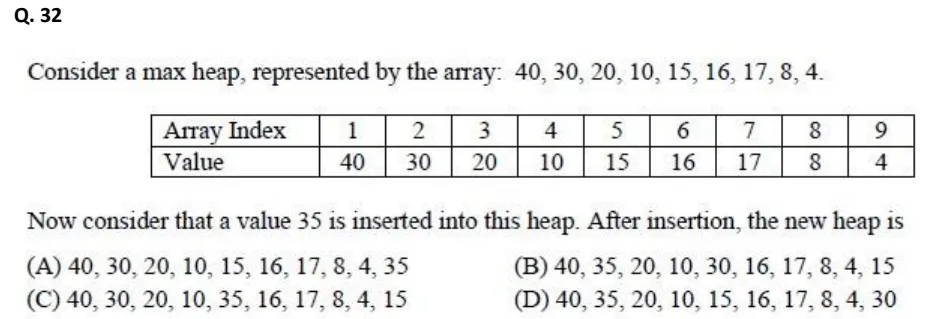 Q. 32
Consider a max heap, represented by the array: 40, 30, 20, 10, 15, 16, 17, 8, 4.
Array Index 1 2 3 4 5 6 7 8 9
Value 40 30 20 10 15 16 17 8 4
Now consider that a value 35 is inserted into this heap. After insertion, the new heap is
(A) 40, 30, 20, 10, 15, 16, 17, 8, 4, 35 (B) 40, 35, 20, 10, 30, 16, 17, 8, 4, 15
(C) 40, 30, 20, 10, 35, 16, 17, 8, 4, 15 (D) 40, 35, 20, 10, 15, 16, 17, 8, 4, 30